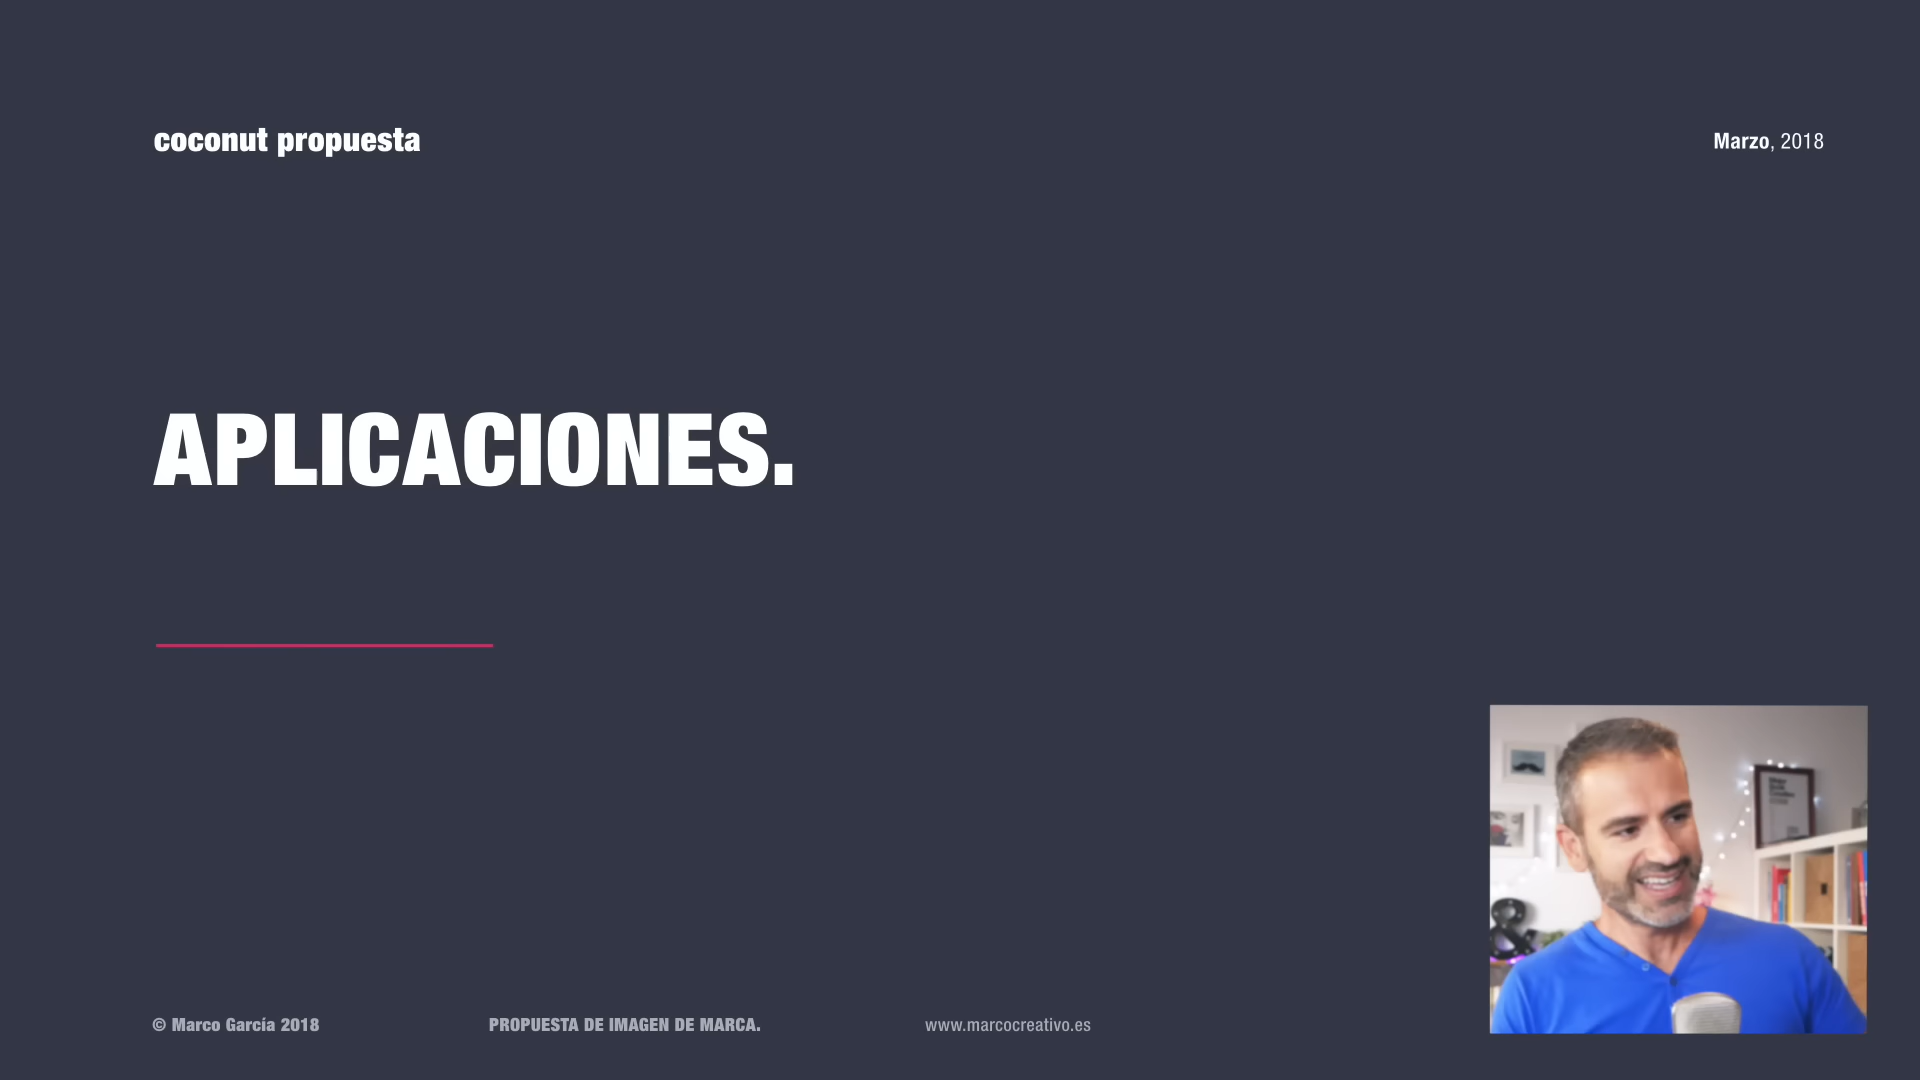 coconut propuesta
Marzo, 2018
APLICACIONES.
© Marco García 2018
PROPUESTA DE IMAGEN DE MARCA.
www.marcocreativo.es
&